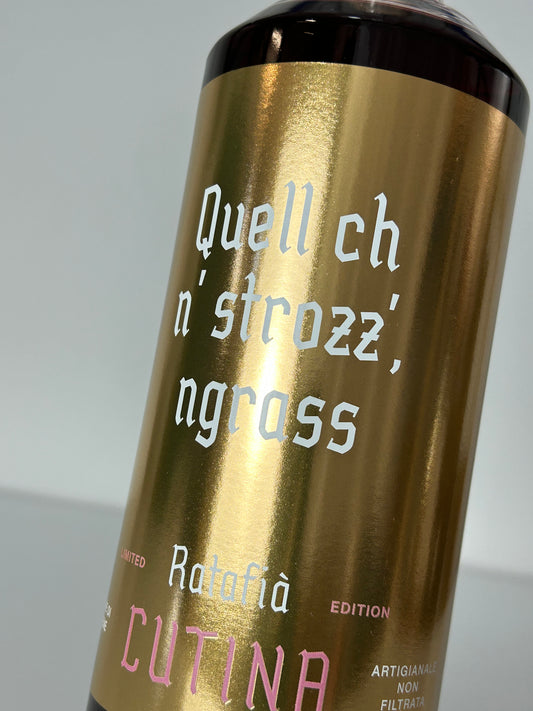 Quell ch
n' strozz',
ngrass
LIMITED
Ratafià
EDITION
CUTINA
ARTIGIANALE
NON
FILTRATA